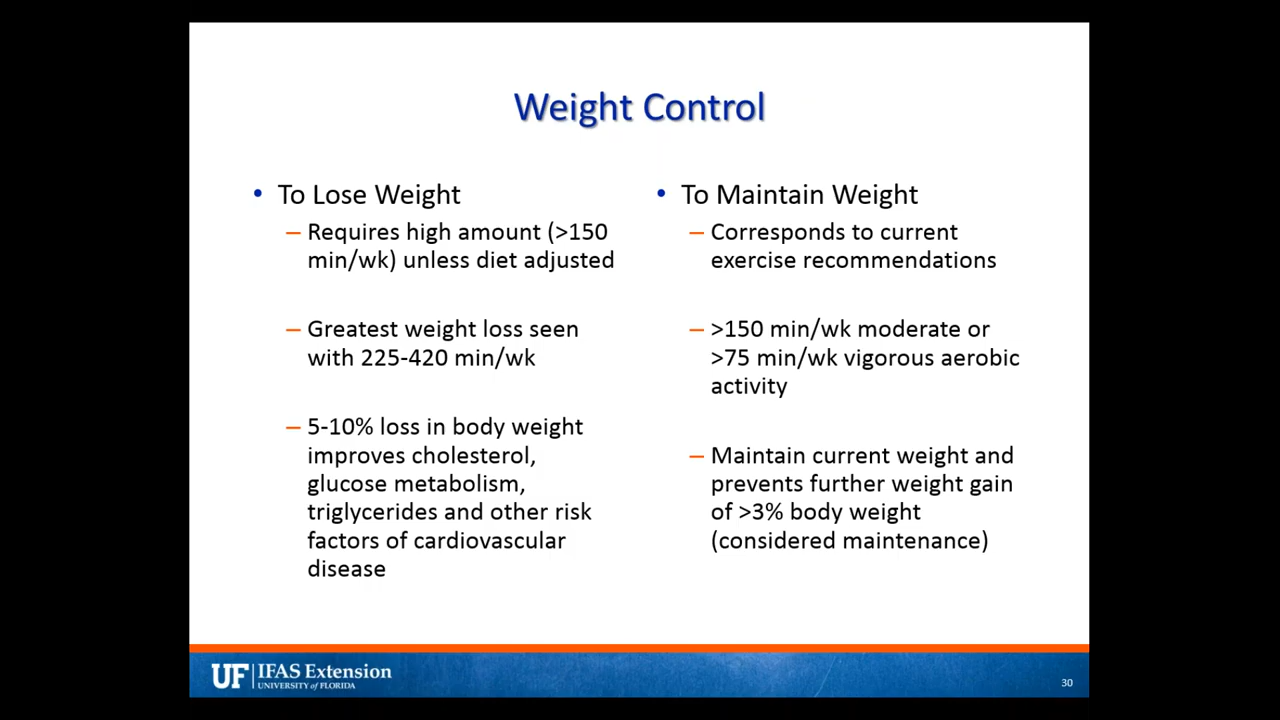 Weight Control
• To Lose Weight
– Requires high amount (>150
min/wk) unless diet adjusted
– Greatest weight loss seen
with 225-420 min/wk
– 5-10% loss in body weight
improves cholesterol,
glucose metabolism,
triglycerides and other risk
factors of cardiovascular
disease
• To Maintain Weight
– Corresponds to current
exercise recommendations
– >150 min/wk moderate or
>75 min/wk vigorous aerobic
activity
– Maintain current weight and
prevents further weight gain
of >3% body weight
(considered maintenance)
UF IFAS Extension
UNIVERSITY of FLORIDA
30